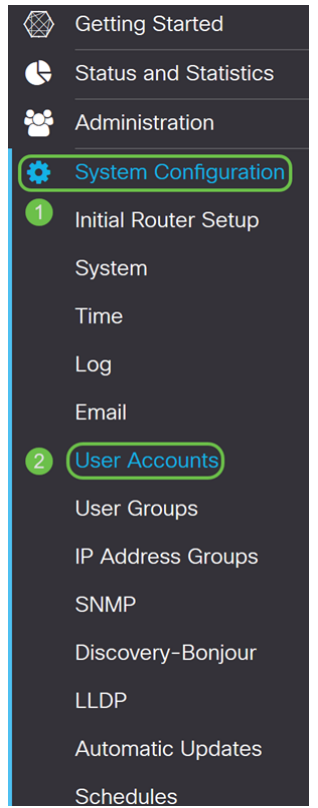 Getting Started
Status and Statistics
Administration
System Configuration
1
Initial Router Setup
System
Time
Log
Email
2 User Accounts
User Groups
IP Address Groups
SNMP
Discovery-Bonjour
LLDP
Automatic Updates
Schedules